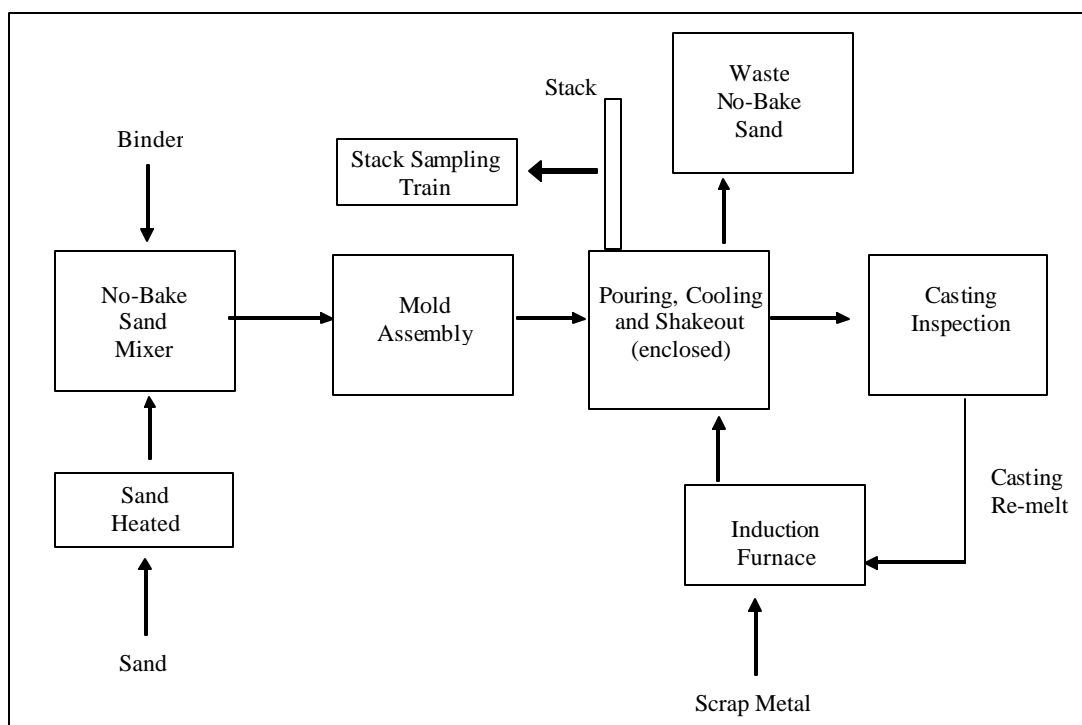 Waste
No-Bake
Sand
Stack
Binder
Stack Sampling
Train
No-Bake
Sand
Mixer
Mold
Assembly
Pouring, Cooling
and Shakeout
(enclosed)
Casting
Inspection
Sand
Heated
Induction
Furnace
Casting
Re-melt
Sand
Scrap Metal